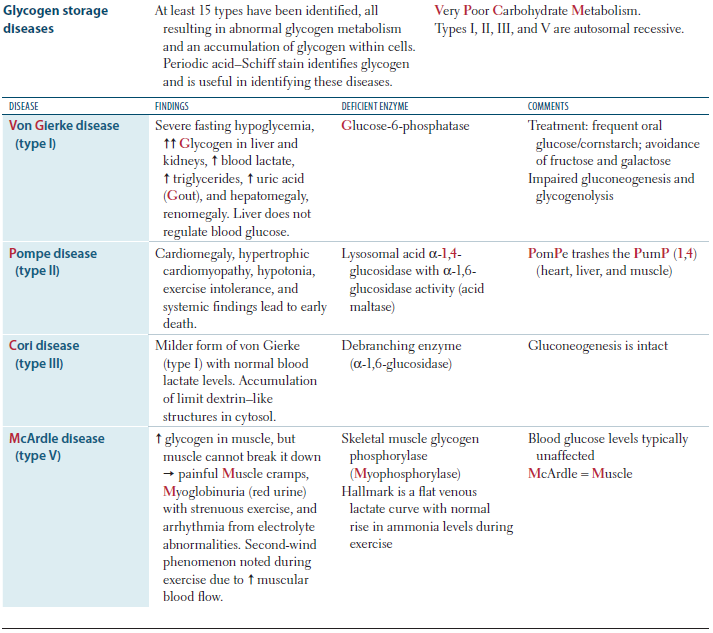 Glycogen storage
diseases
At least 15 types have been identified, all
resulting in abnormal glycogen metabolism
and an accumulation of glycogen within cells.
Periodic acid–Schiff stain identifies glycogen
and is useful in identifying these diseases.
Very Poor Carbohydrate Metabolism.
Types I, II, III, and V are autosomal recessive.
DISEASE
FINDINGS
DEFICIENT ENZYME
COMMENTS
Von Gierke disease
(type I)
Severe fasting hypoglycemia,
↑↑ Glycogen in liver and
kidneys, ↑ blood lactate,
↑ triglycerides, ↑ uric acid
(Gout), and hepatomegaly,
renomegaly. Liver does not
regulate blood glucose.
Glucose-6-phosphatase
Treatment: frequent oral
glucose/cornstarch; avoidance
of fructose and galactose
Impaired gluconeogenesis and
glycogenolysis
Pompe disease
(type II)
Cardiomegaly, hypertrophic
cardiomyopathy, hypotonia,
exercise intolerance, and
systemic findings lead to early
death.
Lysosomal acid α-1,4-
glucosidase with α-1,6-
glucosidase activity (acid
maltase)
PomPe trashes the PumP (1,4)
(heart, liver, and muscle)
Cori disease
(type III)
Milder form of von Gierke
(type I) with normal blood
lactate levels. Accumulation
of limit dextrin–like
structures in cytosol.
Debranching enzyme
(α-1,6-glucosidase)
Gluconeogenesis is intact
McArdle disease
(type V)
↑ glycogen in muscle, but
muscle cannot break it down
→ painful Muscle cramps,
Myoglobinuria (red urine)
with strenuous exercise, and
arrhythmia from electrolyte
abnormalities. Second-wind
phenomenon noted during
exercise due to ↑ muscular
blood flow.
Skeletal muscle glycogen
phosphorylase
(Myophosphorylase)
Hallmark is a flat venous
lactate curve with normal
rise in ammonia levels during
exercise
Blood glucose levels typically
unaffected
McArdle = Muscle